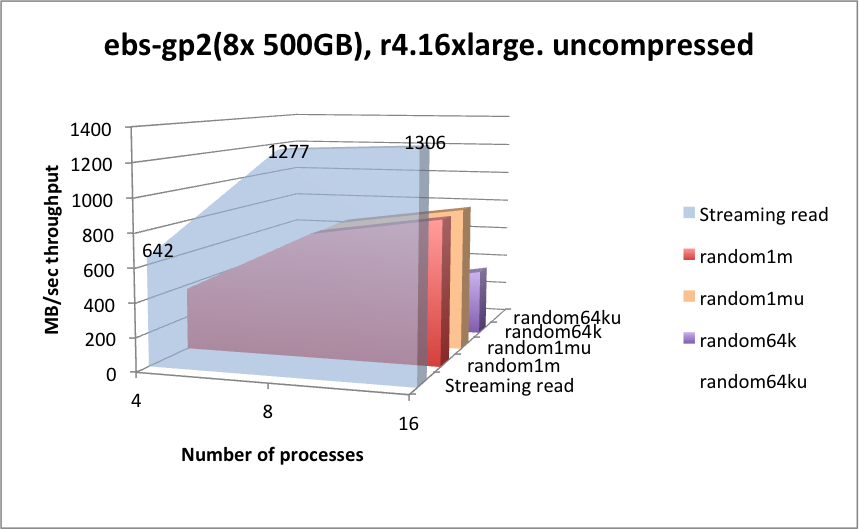 ebs-gp2(8x 500GB), r4.16xlarge. uncompressed
MB/sec throughput
1400
1200
1000
800
600
400
200
0
642
1277
1306
4
8
16
Number of processes
random64ku
random64k
random1mu
random1m
Streaming read
Streaming read
random1m
random1mu
random64k
random64ku